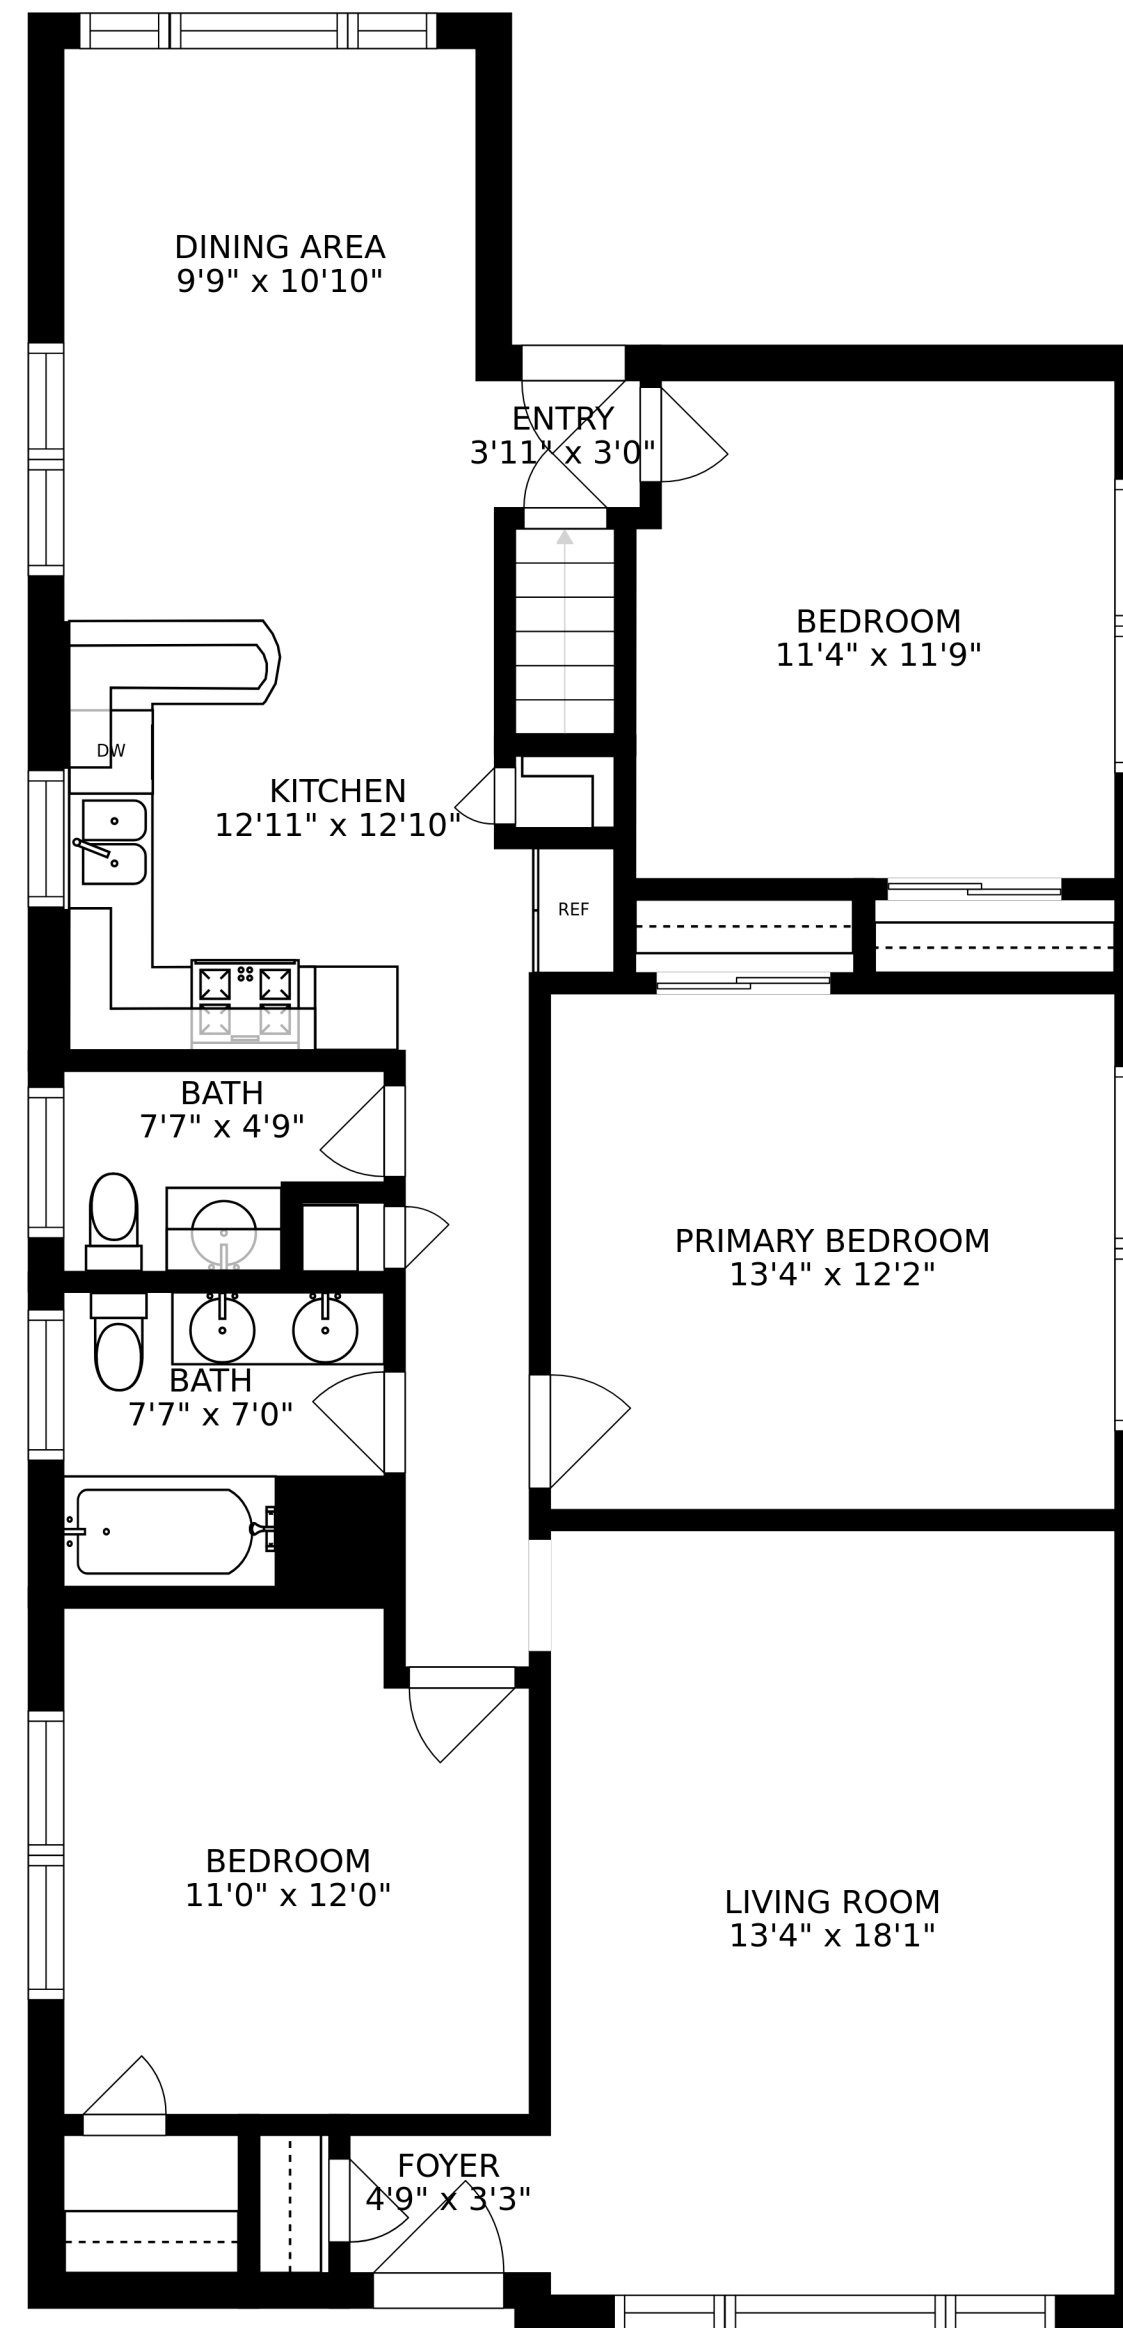 DINING AREA
9'9" x 10'10"
ENTRY
3'11" x 3'0"
BEDROOM
11'4" x 11'9"
DW
KITCHEN
12'11" x 12'10"
REF
BATH
7'7" x 4'9"
PRIMARY BEDROOM
13'4" x 12'2"
BATH
7'7" x 7'0"
BEDROOM
11'0" x 12'0"
LIVING ROOM
13'4" x 18'1"
FOYER
4'9" x 3'3"